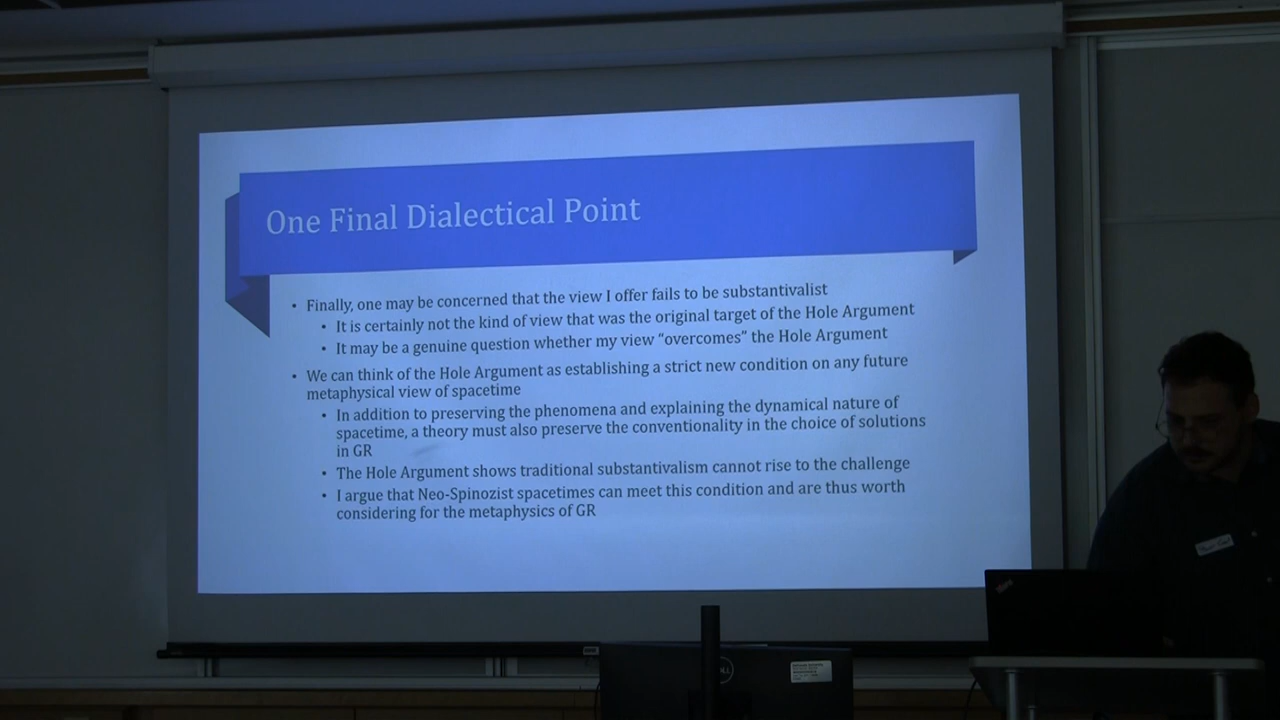 One Final Dialectical Point
• Finally, one may be concerned that the view I offer fails to be substantivalist
• It is certainly not the kind of view that was the original target of the Hole Argument
• It may be a genuine question whether my view “overcomes” the Hole Argument
• We can think of the Hole Argument as establishing a strict new condition on any future
metaphysical view of spacetime
• In addition to preserving the phenomena and explaining the dynamical nature of
spacetime, a theory must also preserve the conventionality in the choice of solutions
in GR
• The Hole Argument shows traditional substantivalism cannot rise to the challenge
• I argue that Neo-Spinozist spacetimes can meet this condition and are thus worth
considering for the metaphysics of GR
DELL